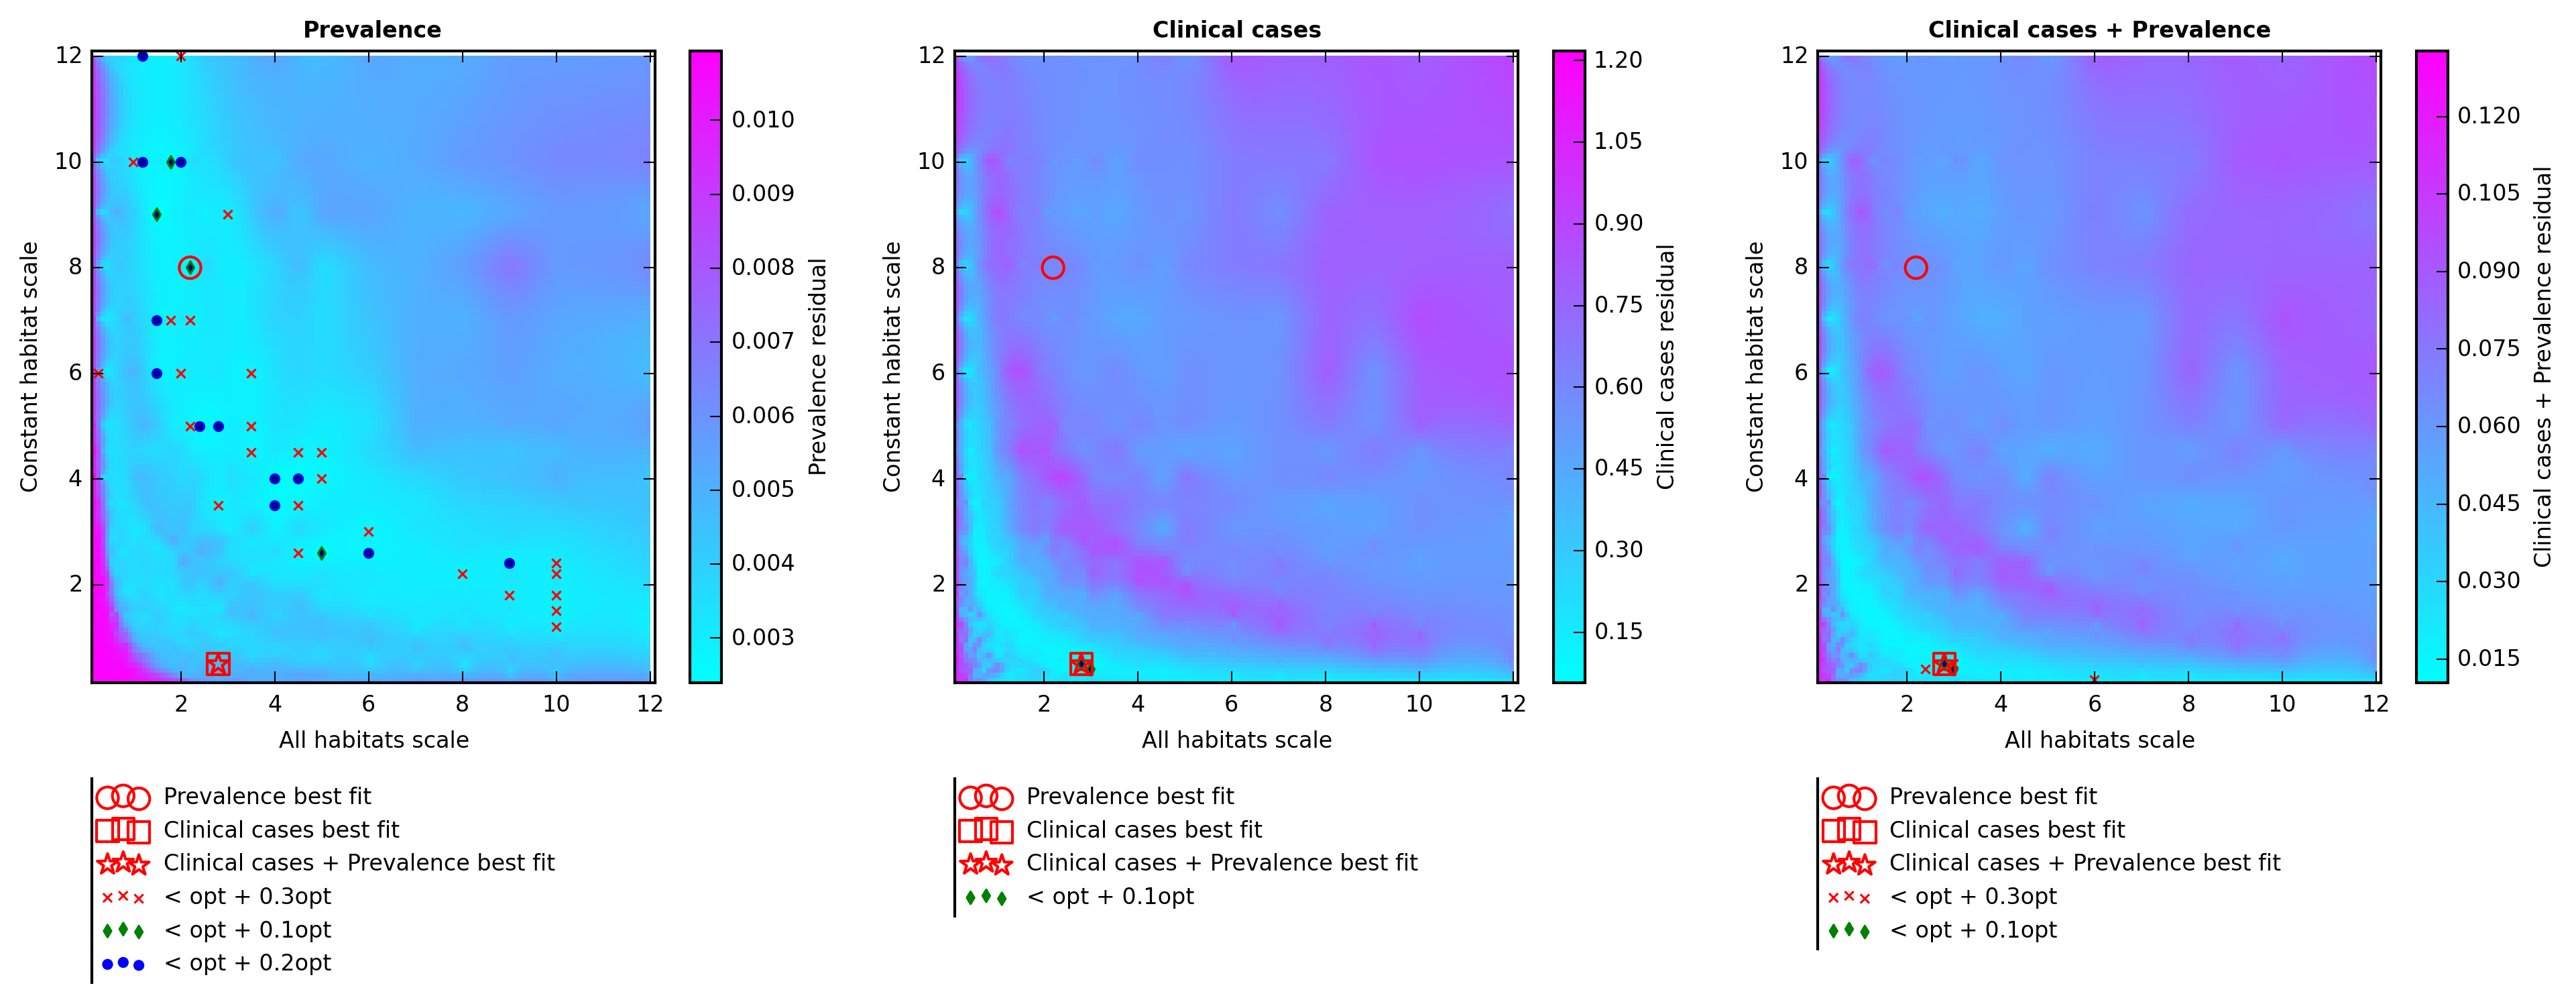 Prevalence
Clinical cases
Clinical cases + Prevalence
12
10
8
6
4
2
Constant habitat scale
2 4 6 8 10 12
All habitats scale
0.010
0.009
0.008
0.007
0.006
0.005
0.004
0.003
Prevalence residual
12
10
8
6
4
2
Constant habitat scale
2 4 6 8 10 12
All habitats scale
1.20
1.05
0.90
0.75
0.60
0.45
0.30
0.15
Clinical cases residual
12
10
8
6
4
2
Constant habitat scale
2 4 6 8 10 12
All habitats scale
0.120
0.105
0.090
0.075
0.060
0.045
0.030
0.015
Clinical cases + Prevalence residual
Prevalence best fit
Clinical cases best fit
Clinical cases + Prevalence best fit
< opt + 0.3opt
< opt + 0.1opt
< opt + 0.2opt
Prevalence best fit
Clinical cases best fit
Clinical cases + Prevalence best fit
< opt + 0.1opt
Prevalence best fit
Clinical cases best fit
Clinical cases + Prevalence best fit
< opt + 0.3opt
< opt + 0.1opt